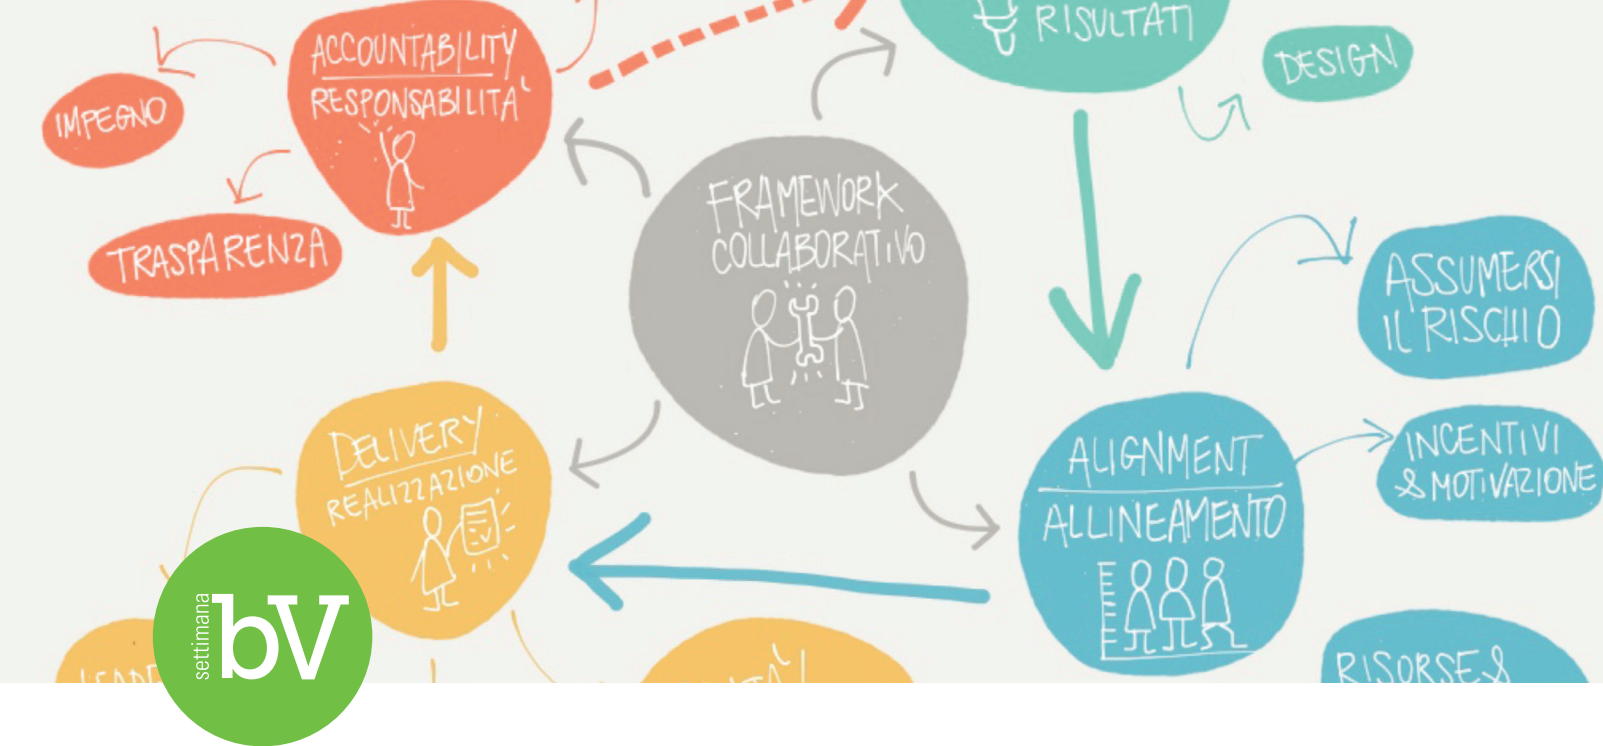 ACCOUNTABILITY
RESPONSABILITÀ
IMPEGNO
TRASPARENZA
RISULTATI
DESIGN
FRAMEWORK
COLLABORATIVO
ASSUMERSI
IL RISCHIO
DELIVERY
REALIZZAZIONE
ALIGNMENT
ALLINEAMENTO
INCENTIVI
& MOTIVAZIONE
settimana
bV
RISORSE &